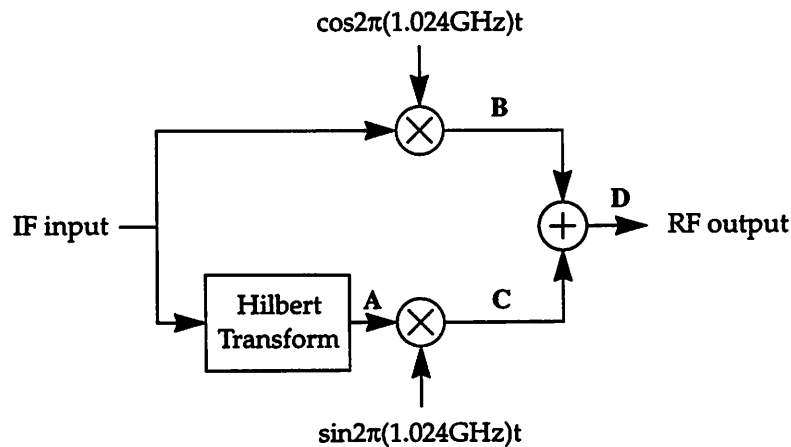 cos2π(1.024GHz)t
B
D
IF input
RF output
Hilbert
Transform
A
C
sin2π(1.024GHz)t